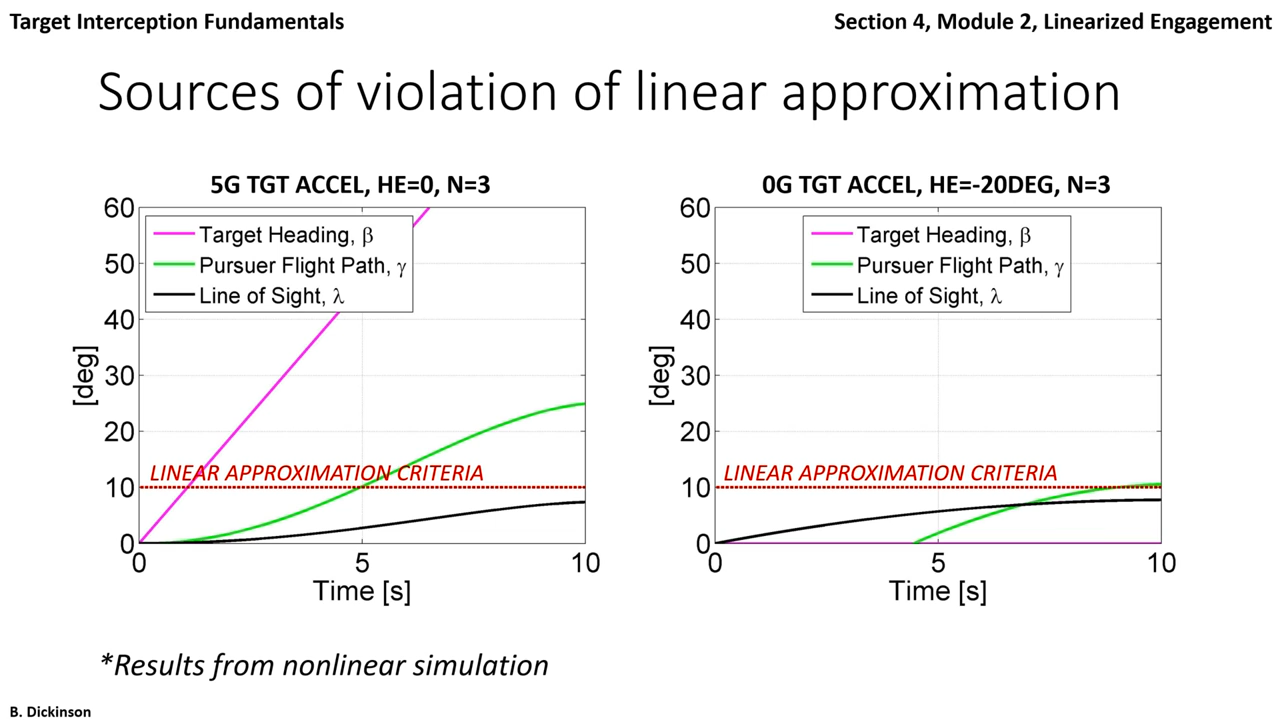 Target Interception Fundamentals
Section 4, Module 2, Linearized Engagement
Sources of violation of linear approximation
5G TGT ACCEL, HE=0, N=3
60
50
40
30
20
10
0
[deg]
Target Heading, β
Pursuer Flight Path, γ
Line of Sight, λ
LINEAR APPROXIMATION CRITERIA
0
5
10
Time [s]
0G TGT ACCEL, HE=-20DEG, N=3
60
50
40
30
20
10
0
[deg]
Target Heading, β
Pursuer Flight Path, γ
Line of Sight, λ
LINEAR APPROXIMATION CRITERIA
0
5
10
Time [s]
*Results from nonlinear simulation
B. Dickinson